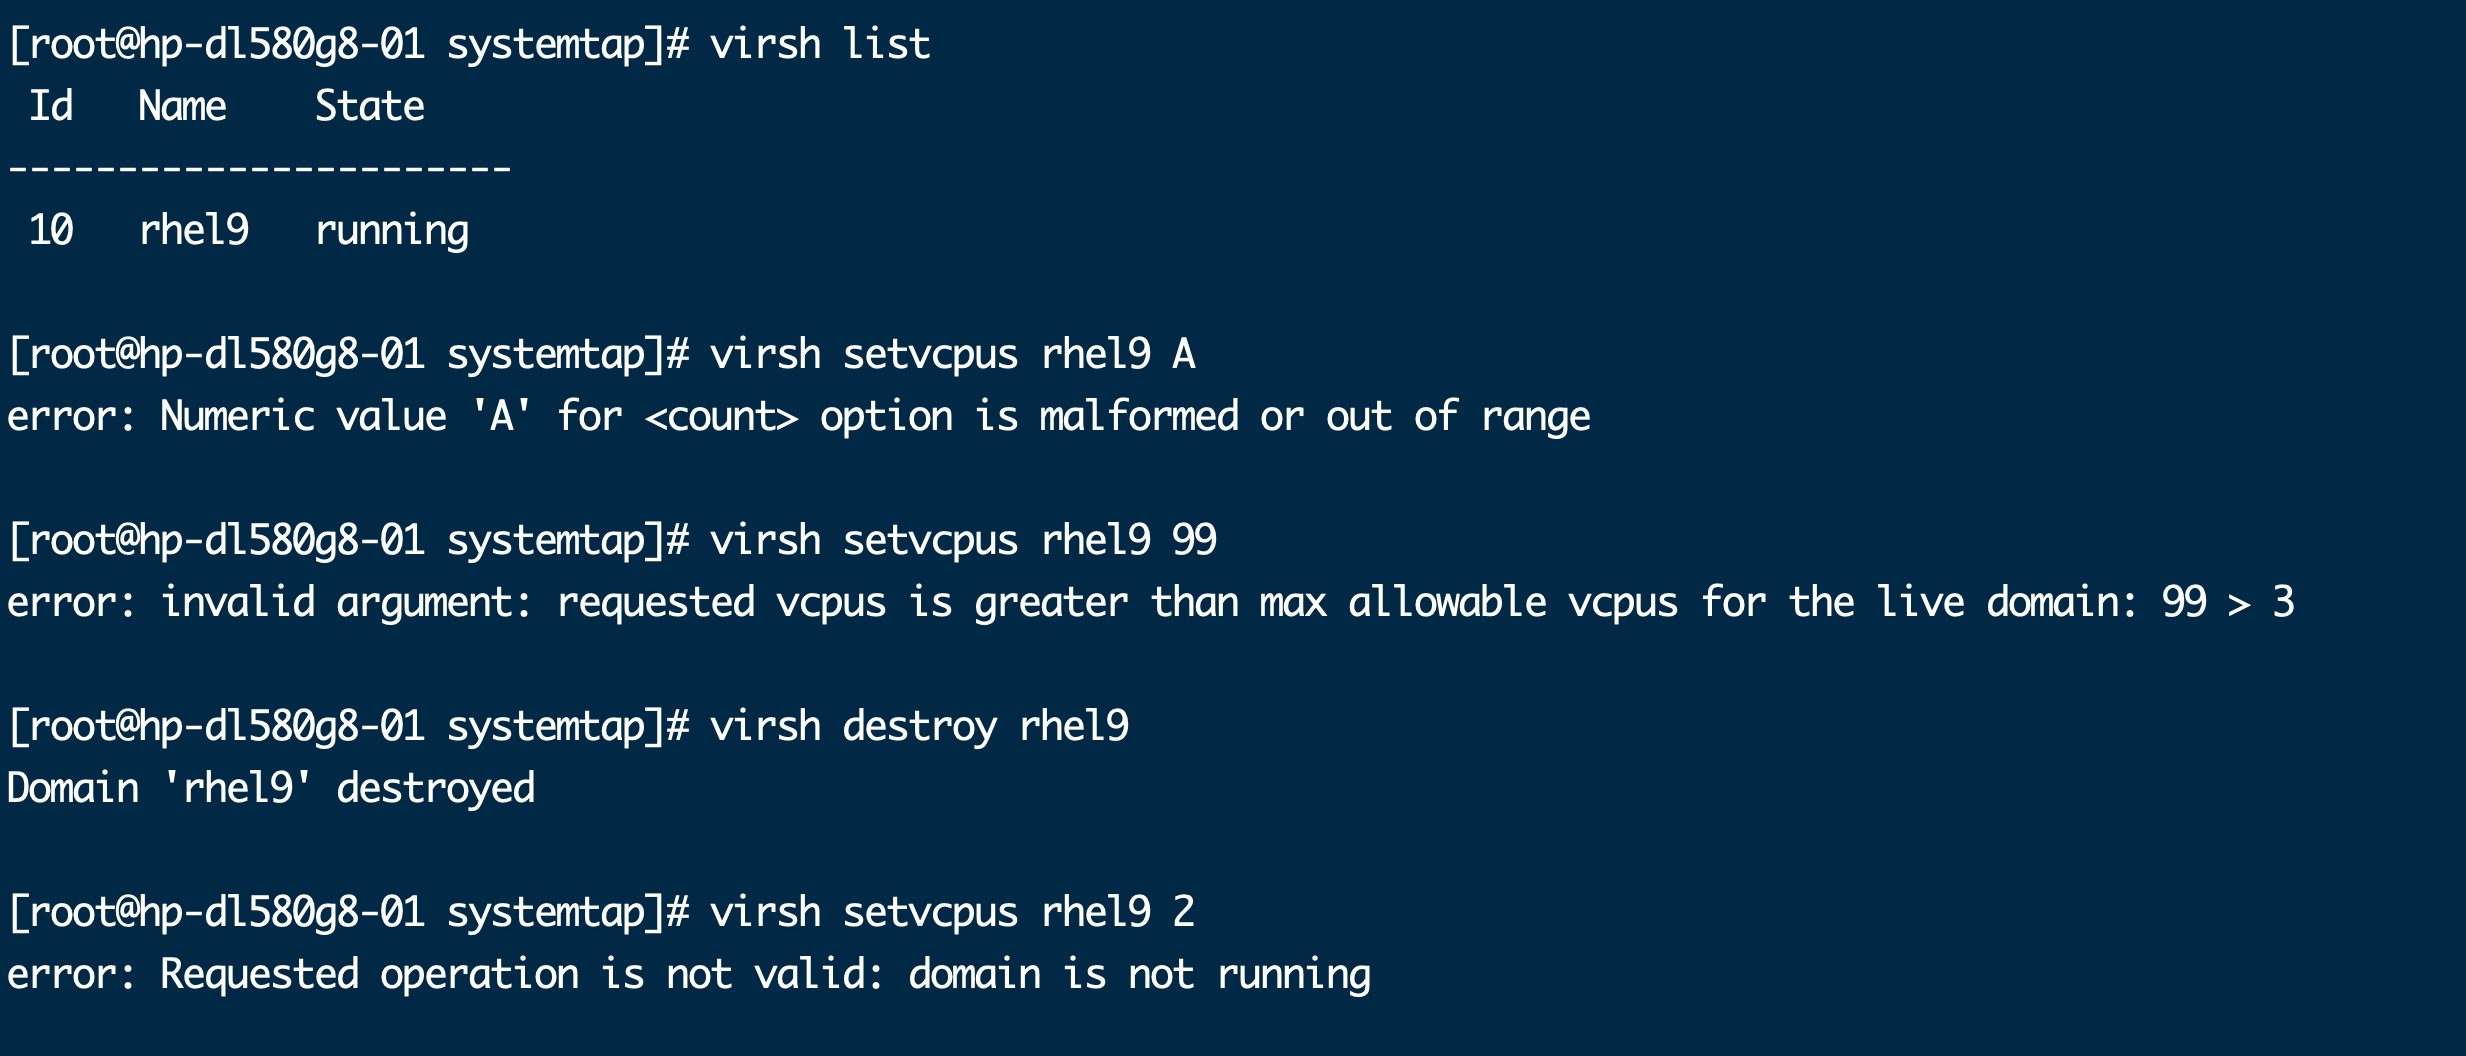 [root@hp-dl580g8-01 systemtap]# virsh list
 Id   Name    State
-----------------------
 10   rhel9   running

[root@hp-dl580g8-01 systemtap]# virsh setvcpus rhel9 A
error: Numeric value 'A' for <count> option is malformed or out of range

[root@hp-dl580g8-01 systemtap]# virsh setvcpus rhel9 99
error: invalid argument: requested vcpus is greater than max allowable vcpus for the live domain: 99 > 3

[root@hp-dl580g8-01 systemtap]# virsh destroy rhel9
Domain 'rhel9' destroyed

[root@hp-dl580g8-01 systemtap]# virsh setvcpus rhel9 2
error: Requested operation is not valid: domain is not running